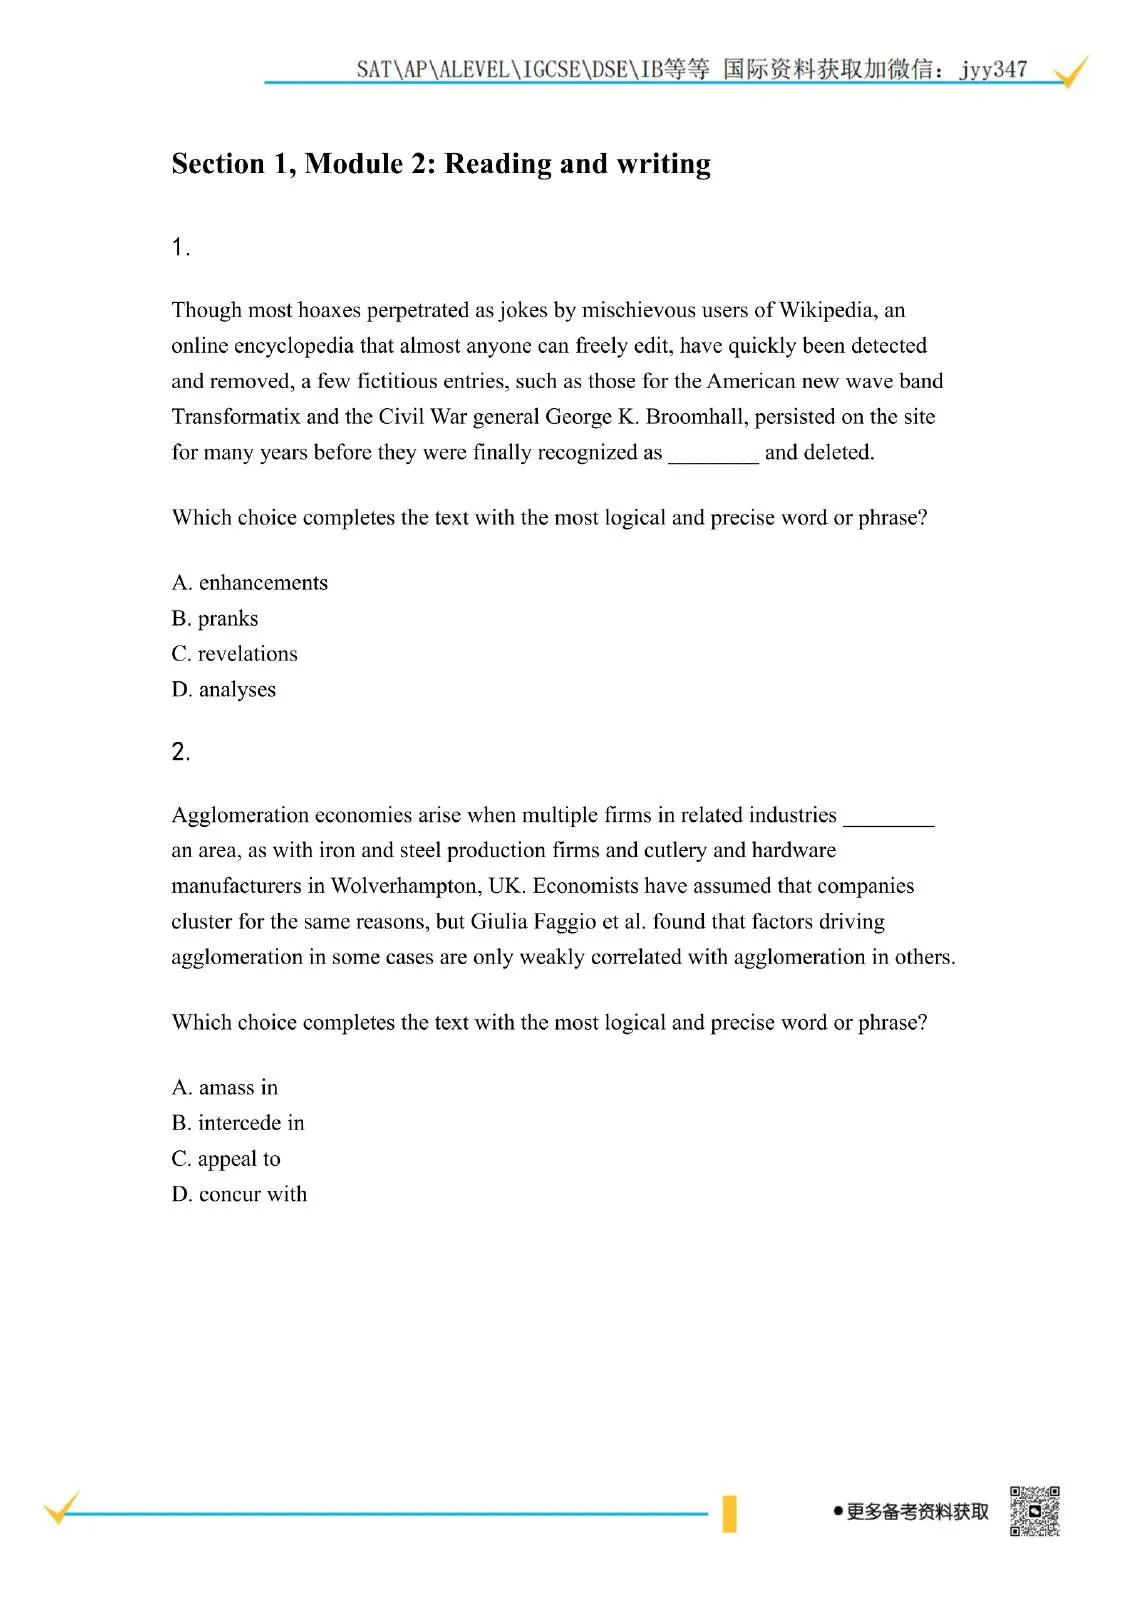 SAT\AP\ALEVEL\IGCSE\DSE\IB等等 国际资料获取加微信：jyy347
Section 1, Module 2: Reading and writing
1.
Though most hoaxes perpetrated as jokes by mischievous users of Wikipedia, an
online encyclopedia that almost anyone can freely edit, have quickly been detected
and removed, a few fictitious entries, such as those for the American new wave band
Transformatix and the Civil War general George K. Broomhall, persisted on the site
for many years before they were finally recognized as ________ and deleted.
Which choice completes the text with the most logical and precise word or phrase?
A. enhancements
B. pranks
C. revelations
D. analyses
2.
Agglomeration economies arise when multiple firms in related industries ________
an area, as with iron and steel production firms and cutlery and hardware
manufacturers in Wolverhampton, UK. Economists have assumed that companies
cluster for the same reasons, but Giulia Faggio et al. found that factors driving
agglomeration in some cases are only weakly correlated with agglomeration in others.
Which choice completes the text with the most logical and precise word or phrase?
A. amass in
B. intercede in
C. appeal to
D. concur with
●更多备考资料获取